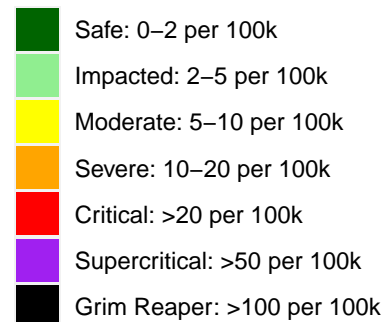 Safe: 0−2 per 100k
Impacted: 2−5 per 100k
Moderate: 5−10 per 100k
Severe: 10−20 per 100k
Critical: >20 per 100k
Supercritical: >50 per 100k
Grim Reaper: >100 per 100k